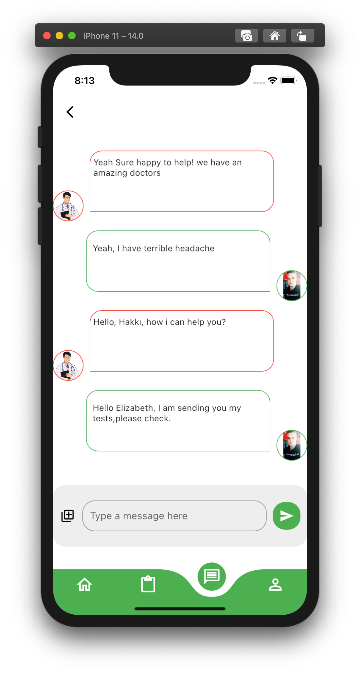 iPhone 11 – 14.0
8:13
Yeah Sure happy to help! we have an
amazing doctors
Yeah, I have terrible headache
Hello, Hakkı, how i can help you?
Hello Elizabeth, I am sending you my
tests,please check.
Type a message here